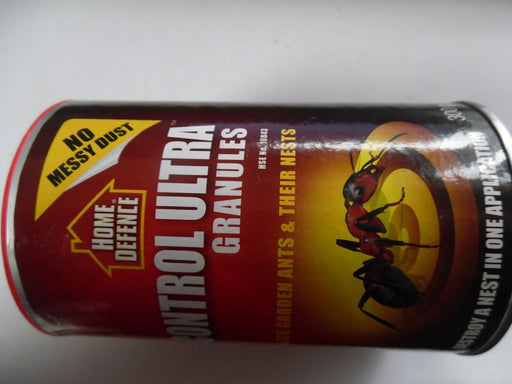 NO
MESSY DUST
HOME
DEFENCE
CONTROL ULTRA
GRANULES
HSE No. 10043
GARDEN ANTS & THEIR NESTS
DESTROY A NEST IN ONE APPLICATION